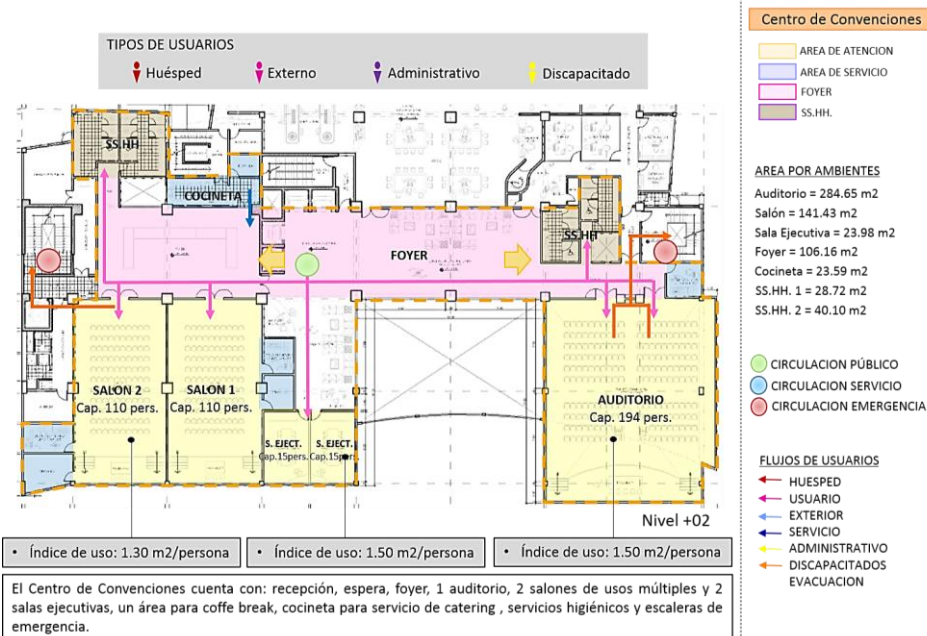 TIPOS DE USUARIOS
Huésped
Externo
Administrativo
Discapacitado
Centro de Convenciones
AREA DE ATENCION
AREA DE SERVICIO
FOYER
SS.HH.
SS.HH
COCINETA
FOYER
SS.HH
SALON 2
Cap. 110 pers.
SALON 1
Cap. 110 pers.
S. EJECT.
Cap.15pers.
S. EJECT.
Cap.15pers.
AUDITORIO
Cap. 194 pers.
Nivel +02
AREA POR AMBIENTES
Auditorio = 284.65 m2
Salón = 141.43 m2
Sala Ejecutiva = 23.98 m2
Foyer = 106.16 m2
Cocineta = 23.59 m2
SS.HH. 1 = 28.72 m2
SS.HH. 2 = 40.10 m2
CIRCULACION PÚBLICO
CIRCULACION SERVICIO
CIRCULACION EMERGENCIA
FLUJOS DE USUARIOS
HUESPED
USUARIO
EXTERIOR
SERVICIO
ADMINISTRATIVO
DISCAPACITADOS
EVACUACION
• Índice de uso: 1.30 m2/persona
• Índice de uso: 1.50 m2/persona
• Índice de uso: 1.50 m2/persona
El Centro de Convenciones cuenta con: recepción, espera, foyer, 1 auditorio, 2 salones de usos múltiples y 2
salas ejecutivas, un área para coffe break, cocineta para servicio de catering , servicios higiénicos y escaleras de
emergencia.